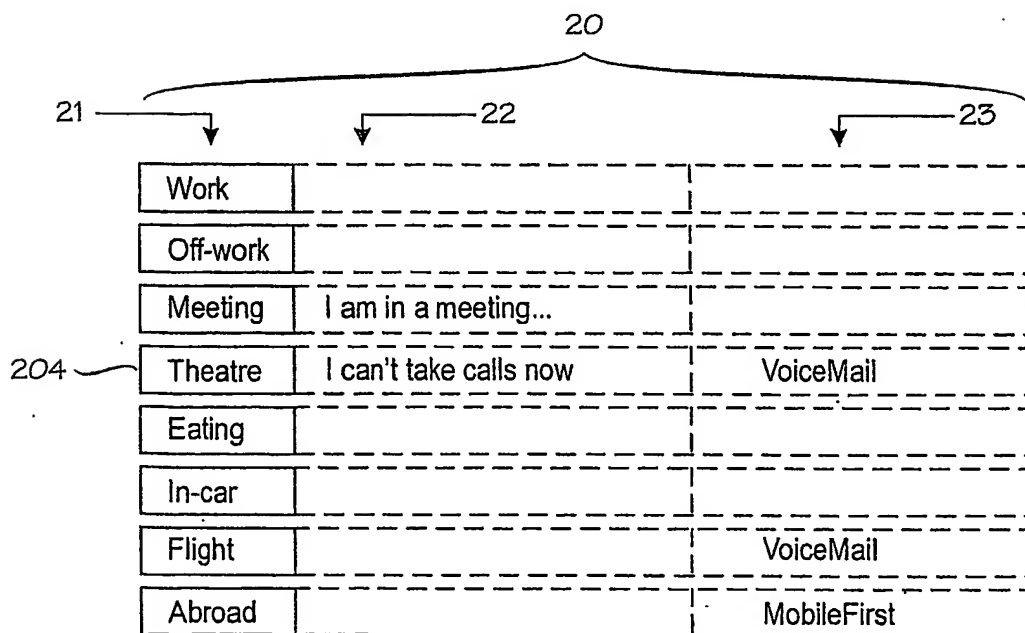 20
21 22 23
Work
Off-work
Meeting I am in a meeting...
204 Theatre I can't take calls now VoiceMail
Eating
In-car
Flight VoiceMail
Abroad MobileFirst